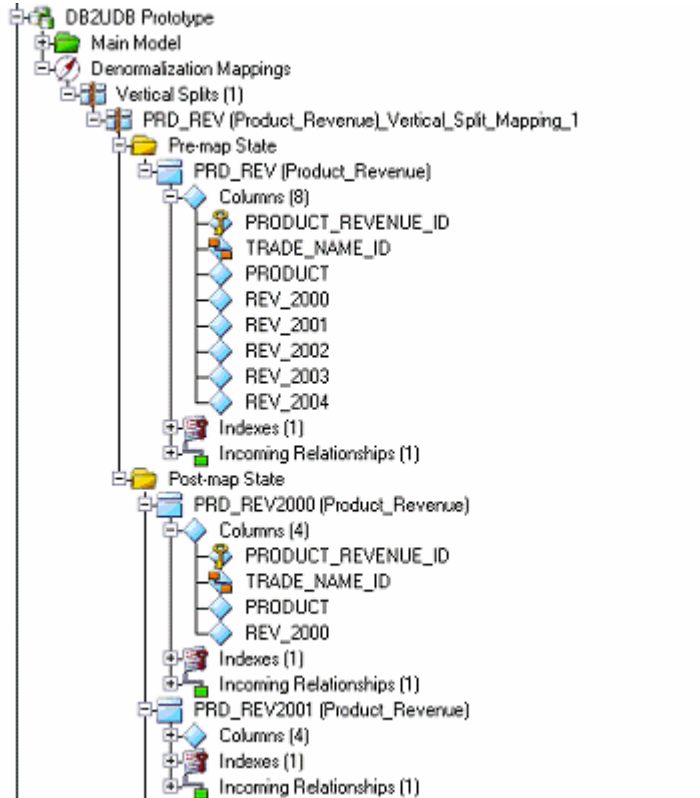 DB2UDB Prototype
Main Model
Denormalization Mappings
Vertical Splits (1)
PRD_REV (Product_Revenue)_Vertical_Split_Mapping_1
Pre-map State
PRD_REV (Product_Revenue)
Columns (8)
PRODUCT_REVENUE_ID
TRADE_NAME_ID
PRODUCT
REV_2000
REV_2001
REV_2002
REV_2003
REV_2004
Indexes (1)
Incoming Relationships (1)
Post-map State
PRD_REV2000 (Product_Revenue)
Columns (4)
PRODUCT_REVENUE_ID
TRADE_NAME_ID
PRODUCT
REV_2000
Indexes (1)
Incoming Relationships (1)
PRD_REV2001 (Product_Revenue)
Columns (4)
Indexes (1)
Incoming Relationships (1)